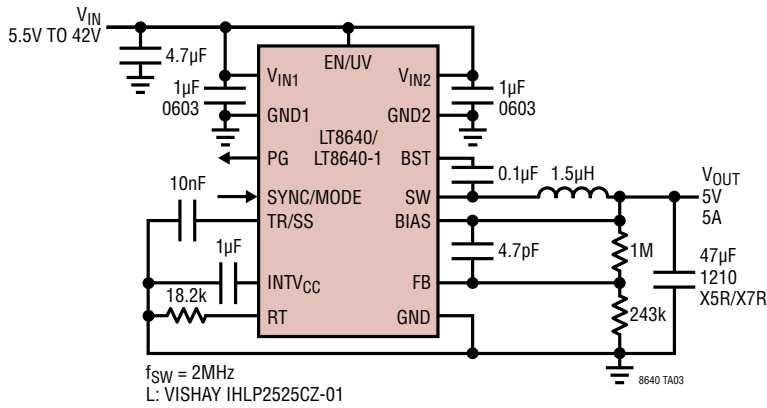 VIN
5.5V TO 42V
4.7µF
EN/UV
VIN1
VIN2
1µF
0603
1µF
0603
GND1
GND2
LT8640/
LT8640-1
PG
BST
0.1µF
1.5µH
VOUT
5V
5A
10nF
SYNC/MODE
SW
TR/SS
BIAS
1µF
4.7pF
1M
47µF
1210
X5R/X7R
INTVCC
FB
18.2k
RT
GND
243k
fSW = 2MHz
L: VISHAY IHLP2525CZ-01
8640 TA03